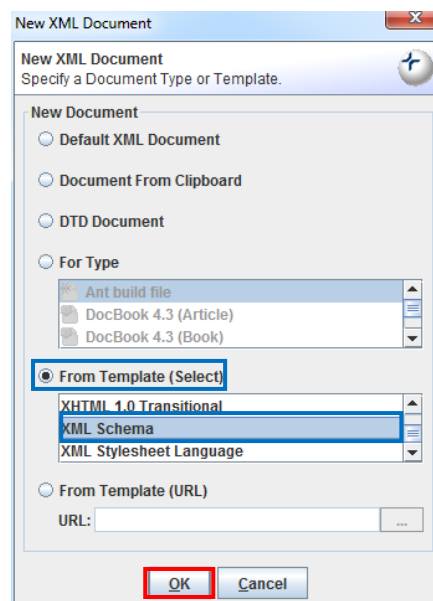 New XML Document
New XML Document
Specify a Document Type or Template.
New Document
Default XML Document
Document From Clipboard
DTD Document
For Type
Ant build file
DocBook 4.3 (Article)
DocBook 4.3 (Book)
From Template (Select)
XHTML 1.0 Transitional
XML Schema
XML Stylesheet Language
From Template (URL)
URL: ...
OK Cancel